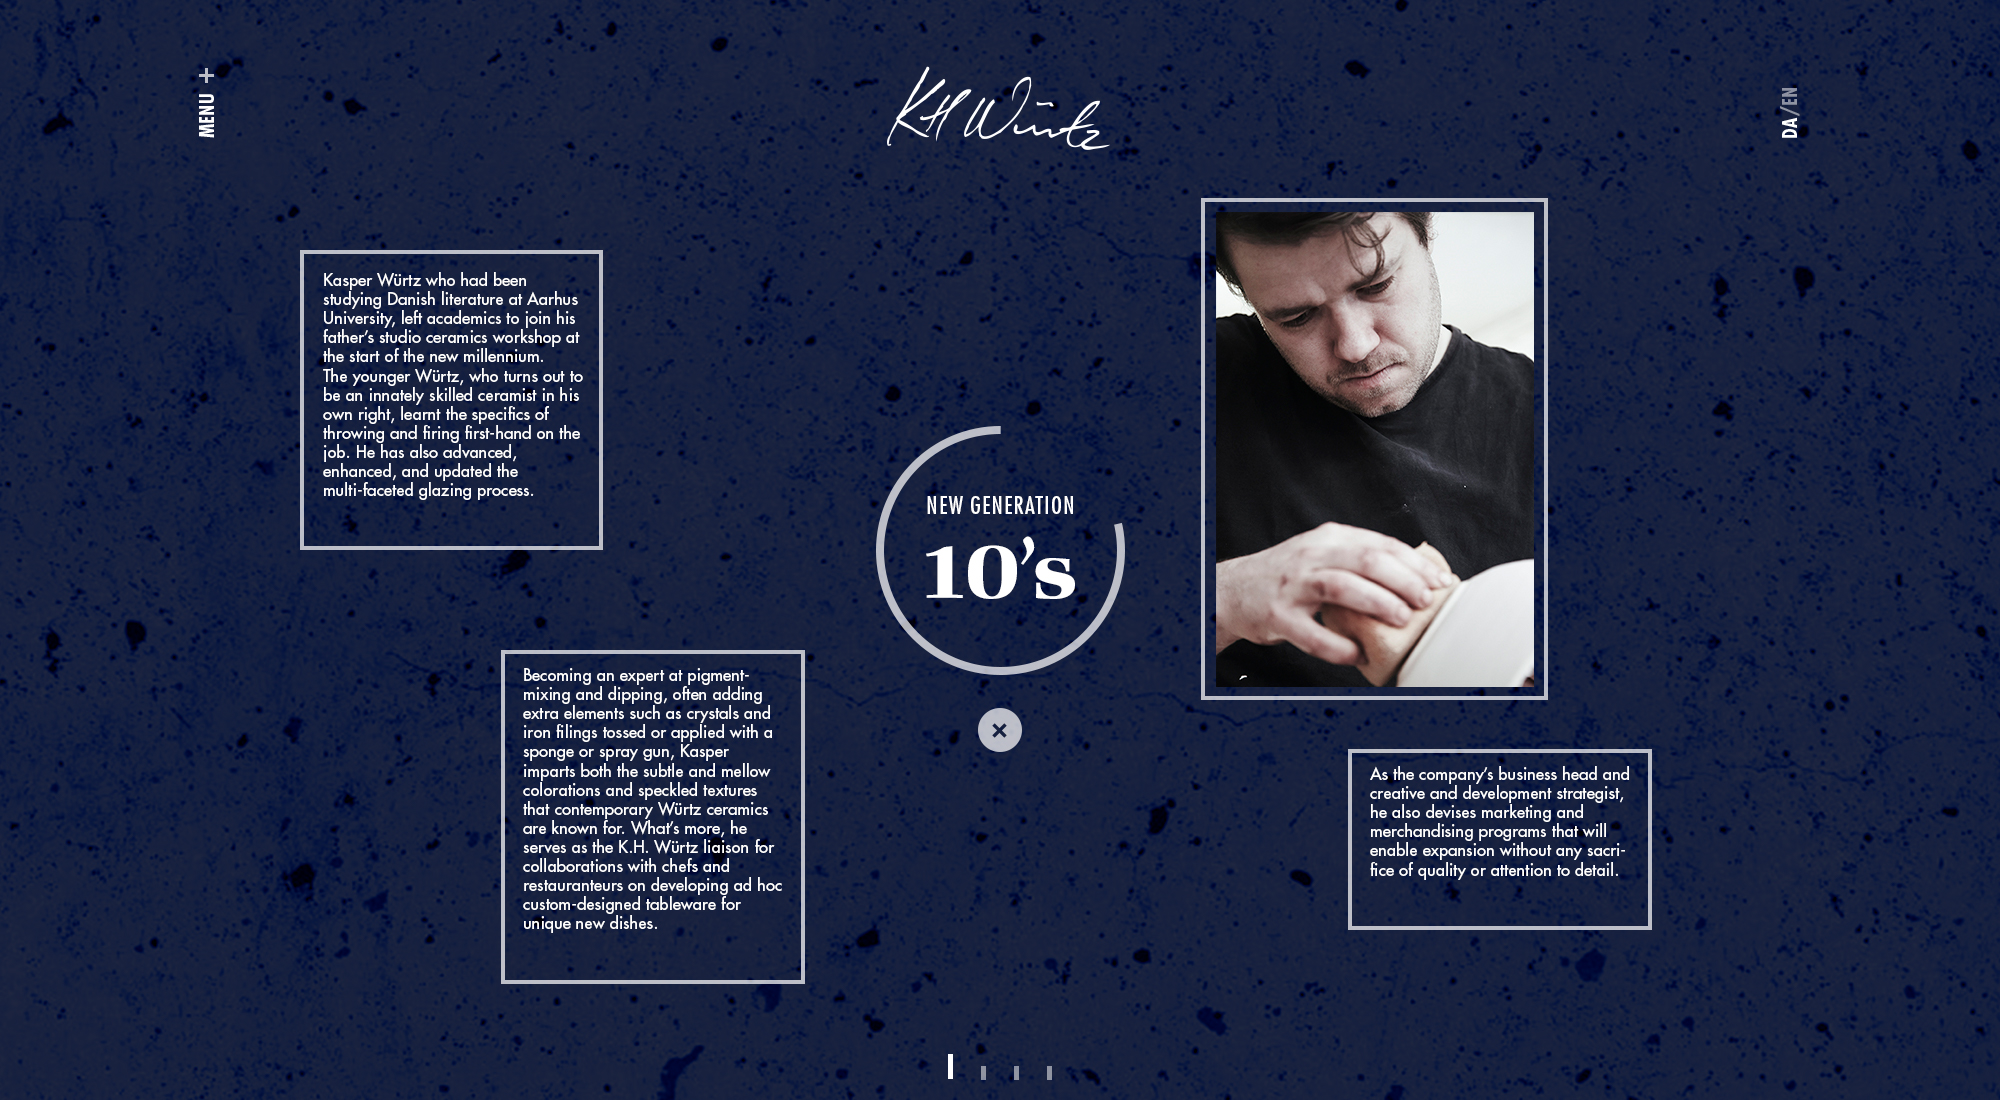 MENU +
KH Würtz
DA/EN
Kasper Würtz who had been
studying Danish literature at Aarhus
University, left academics to join his
father’s studio ceramics workshop at
the start of the new millennium.
The younger Würtz, who turns out to
be an innately skilled ceramist in his
own right, learnt the specifics of
throwing and firing first-hand on the
job. He has also advanced,
enhanced, and updated the
multi-faceted glazing process.
NEW GENERATION
10’s
Becoming an expert at pigment-
mixing and dipping, often adding
extra elements such as crystals and
iron filings tossed or applied with a
sponge or spray gun, Kasper
imparts both the subtle and mellow
colorations and speckled textures
that contemporary Würtz ceramics
are known for. What’s more, he
serves as the K.H. Würtz liaison for
collaborations with chefs and
restauranteurs on developing ad hoc
custom-designed tableware for
unique new dishes.
As the company’s business head and
creative and development strategist,
he also devises marketing and
merchandising programs that will
enable expansion without any sacri-
fice of quality or attention to detail.